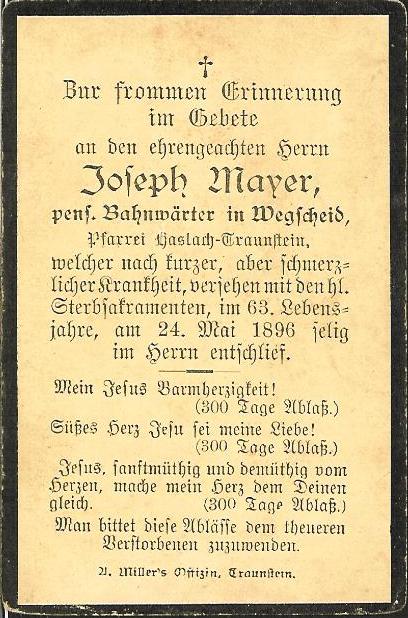 †
Zur frommen Erinnerung
im Gebete
an den ehrengeachten Herrn
Joseph Mayer,
pens. Bahnwärter in Wegscheid,
Pfarrei Haslach-Traunstein,
welcher nach kurzer, aber schmerz-
licher Krankheit, versehen mit den hl.
Sterbsakramenten, im 63. Lebens-
jahre, am 24. Mai 1896 selig
im Herrn entschlief.
Mein Jesus Barmherzigkeit!
(300 Tage Ablaß.)
Süßes Herz Jesu sei meine Liebe!
(300 Tage Ablaß.)
Jesus, sanftmüthig und demüthig vom
Herzen, mache mein Herz dem Deinen
gleich. (300 Tage Ablaß.)
Man bittet diese Ablässe dem theueren
Verstorbenen zuzuwenden.
A. Miller's Offizin, Traunstein.